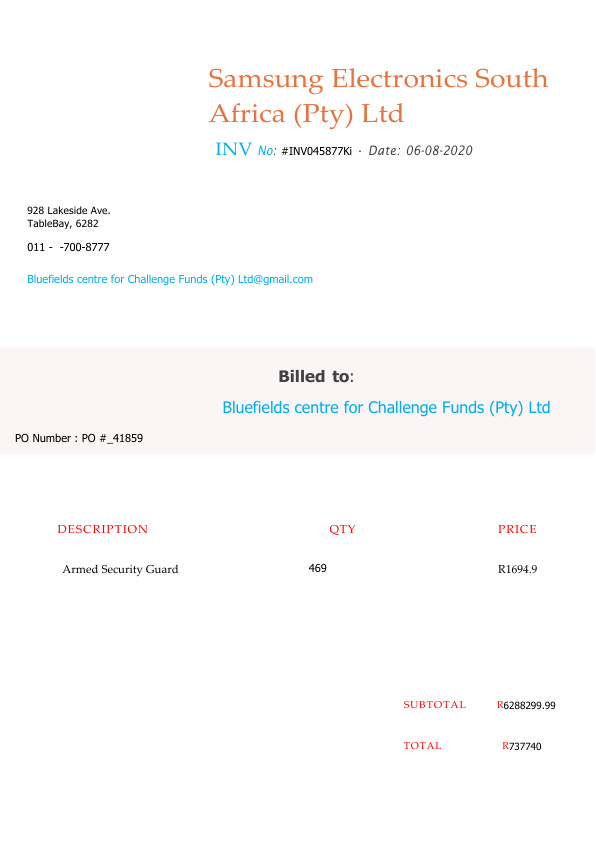 Samsung Electronics South
Africa (Pty) Ltd
INV No: #INV045877Ki · Date: 06-08-2020
928 Lakeside Ave.
TableBay, 6282
011 -  -700-8777
Bluefields centre for Challenge Funds (Pty) Ltd@gmail.com
Billed to:
Bluefields centre for Challenge Funds (Pty) Ltd
PO Number : PO #_41859
DESCRIPTION QTY PRICE
Armed Security Guard 469 R1694.9
SUBTOTAL R6288299.99
TOTAL R737740